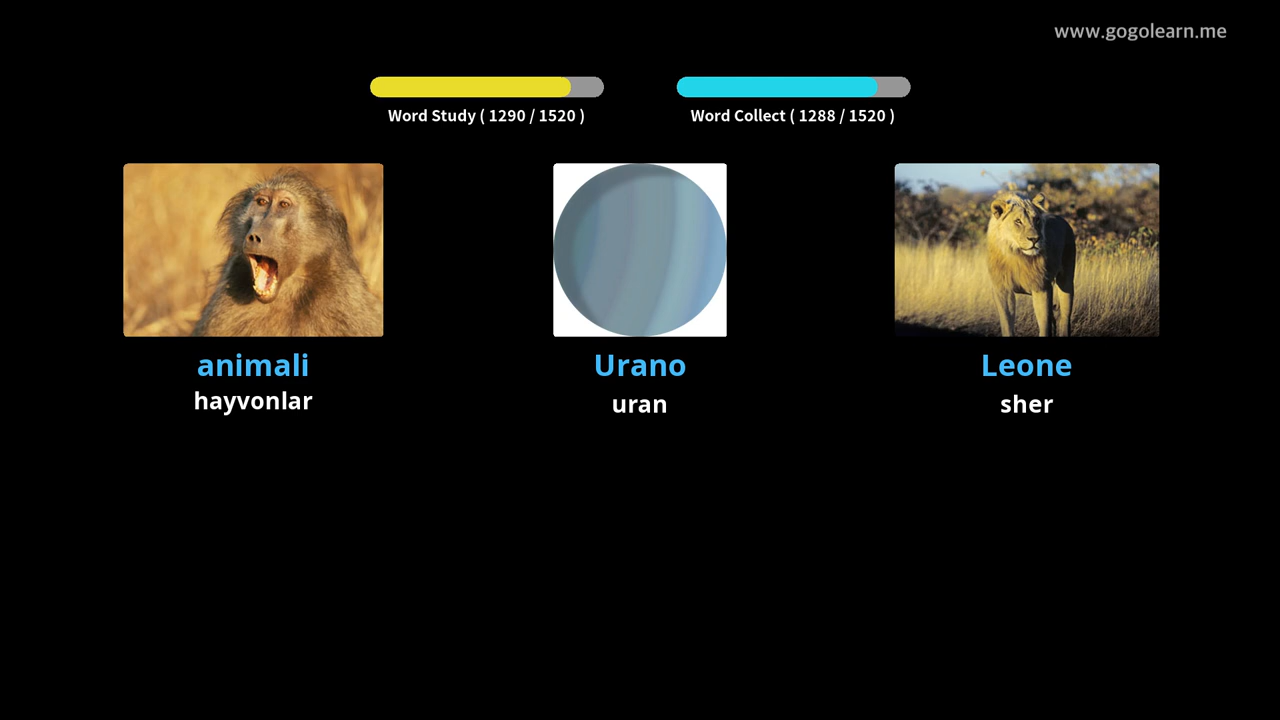 www.gogolearn.me
Word Study ( 1290 / 1520 )
Word Collect ( 1288 / 1520 )
animali
hayvonlar
Urano
uran
Leone
sher